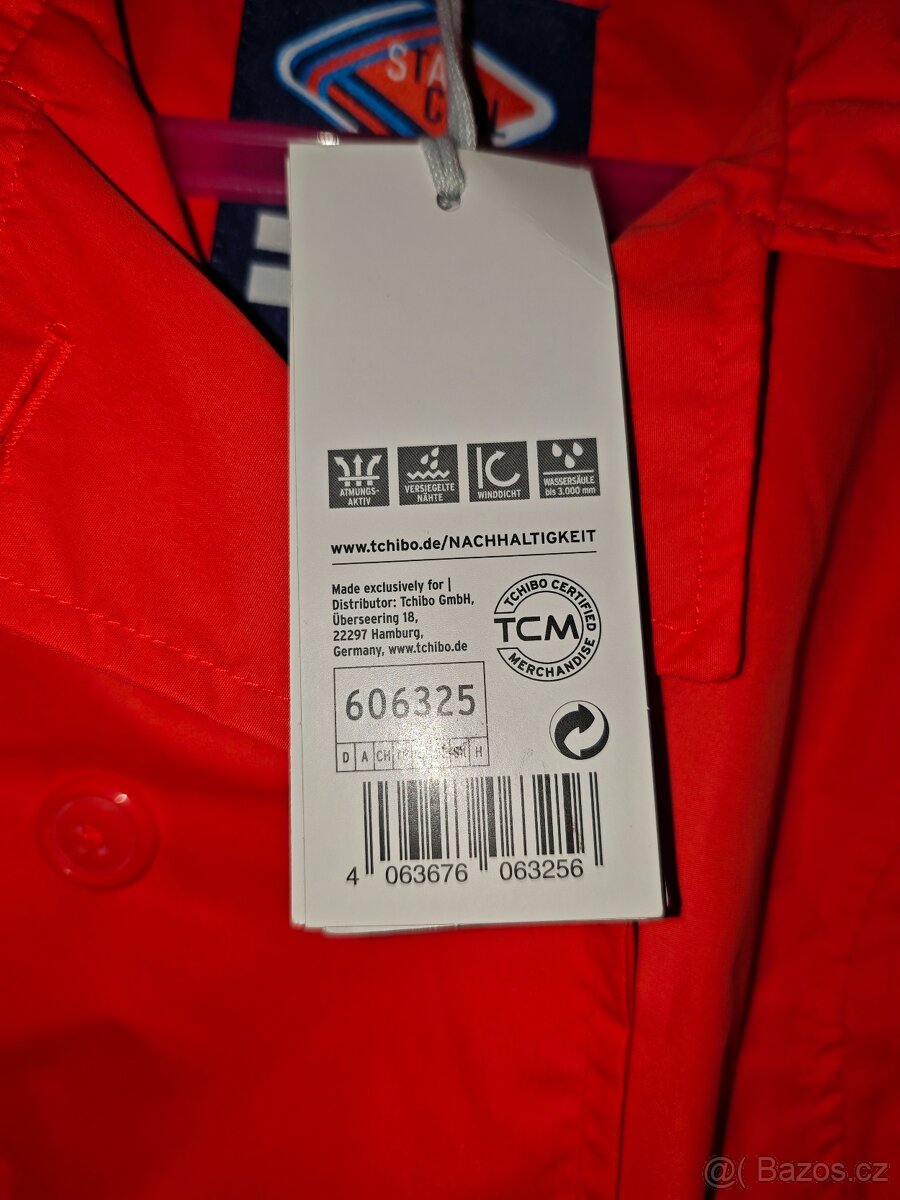 STA
ATMUNGS-
AKTIV
VERSIEGELTE
NÄHTE
WINDDICHT
WASSERSÄULE
bis 3.000 mm
www.tchibo.de/NACHHALTIGKEIT
Made exclusively for |
Distributor: Tchibo GmbH,
Überseering 18,
22297 Hamburg,
Germany, www.tchibo.de
TCHIBO CERTIFIED
TCM
MERCHANDISE
606325
D A CH SK H
4 063676 063256
@( Bazos.cz